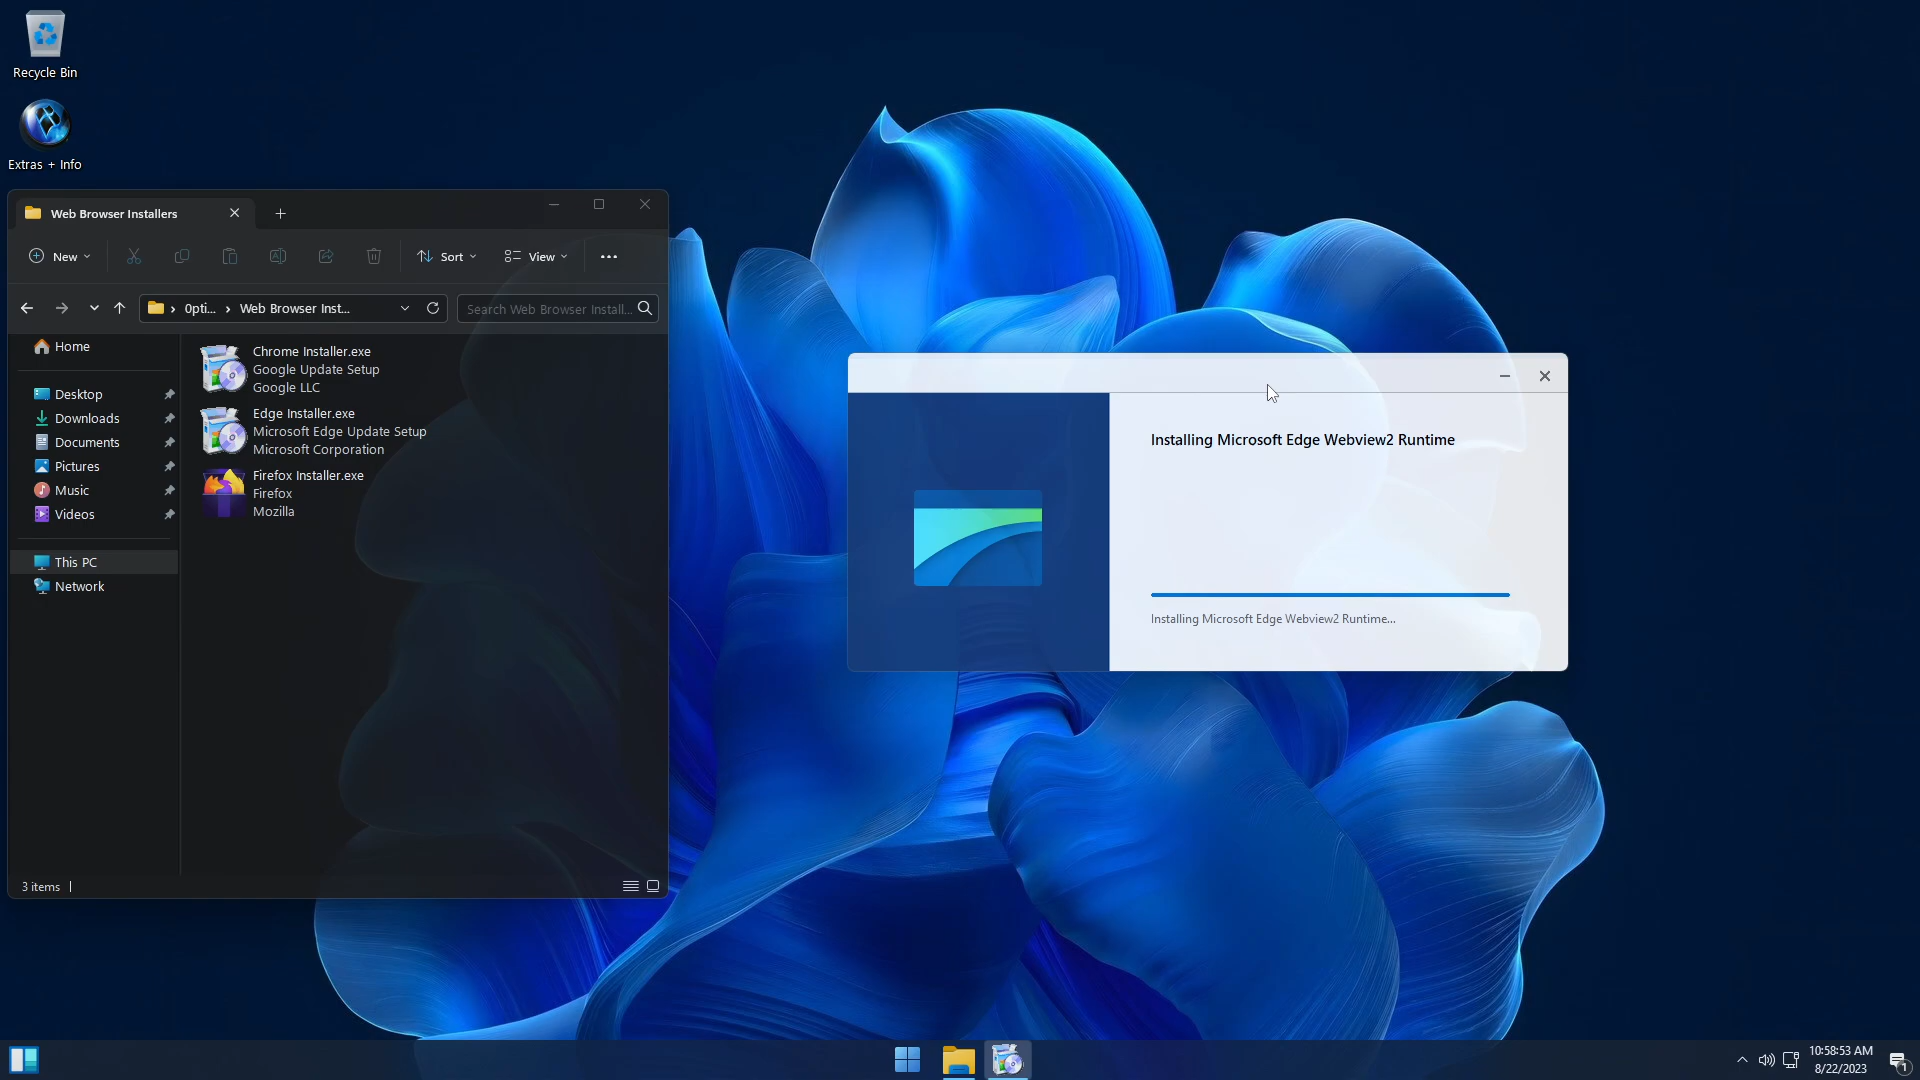 Recycle Bin
Extras + Info
Web Browser Installers
New
Sort
View
0pti...
Web Browser Inst...
Search Web Browser Install...
Home
Desktop
Downloads
Documents
Pictures
Music
Videos
This PC
Network
Chrome Installer.exe
Google Update Setup
Google LLC
Edge Installer.exe
Microsoft Edge Update Setup
Microsoft Corporation
Firefox Installer.exe
Firefox
Mozilla
3 items
Installing Microsoft Edge Webview2 Runtime
Installing Microsoft Edge Webview2 Runtime...
10:58:53 AM
8/22/2023
1